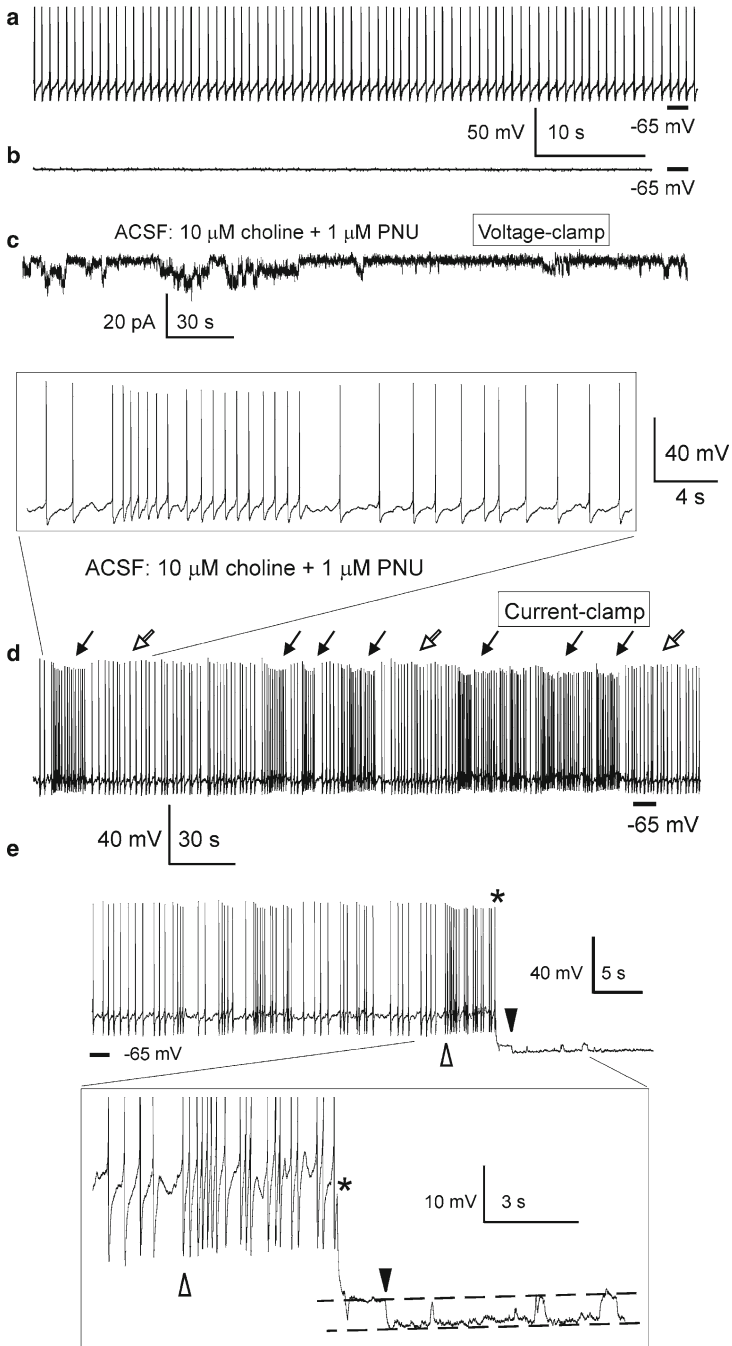 a
50 mV 10 s -65 mV
b
-65 mV
c ACSF: 10 μM choline + 1 μM PNU Voltage-clamp
20 pA 30 s
40 mV
4 s
ACSF: 10 μM choline + 1 μM PNU
Current-clamp
d
40 mV 30 s -65 mV
e
*
40 mV 5 s
-65 mV
*
10 mV 3 s